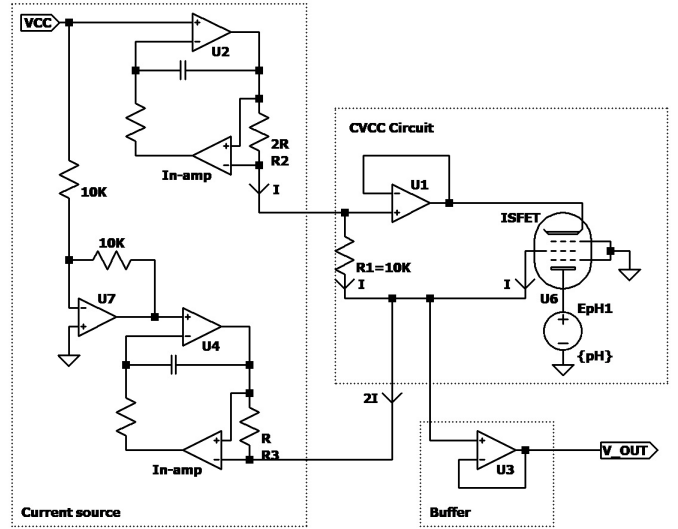 VCC
+
−
U2
CVCC Circuit
+
−
In-amp
2R
R2
I
−
+
U1
ISFET
10K
10K
R1=10K
I
I
U6
EpH1
−
+
U7
+
−
U4
+
−
{pH}
2I
+
−
In-amp
R
R3
+
−
U3
V_OUT
Current source
Buffer